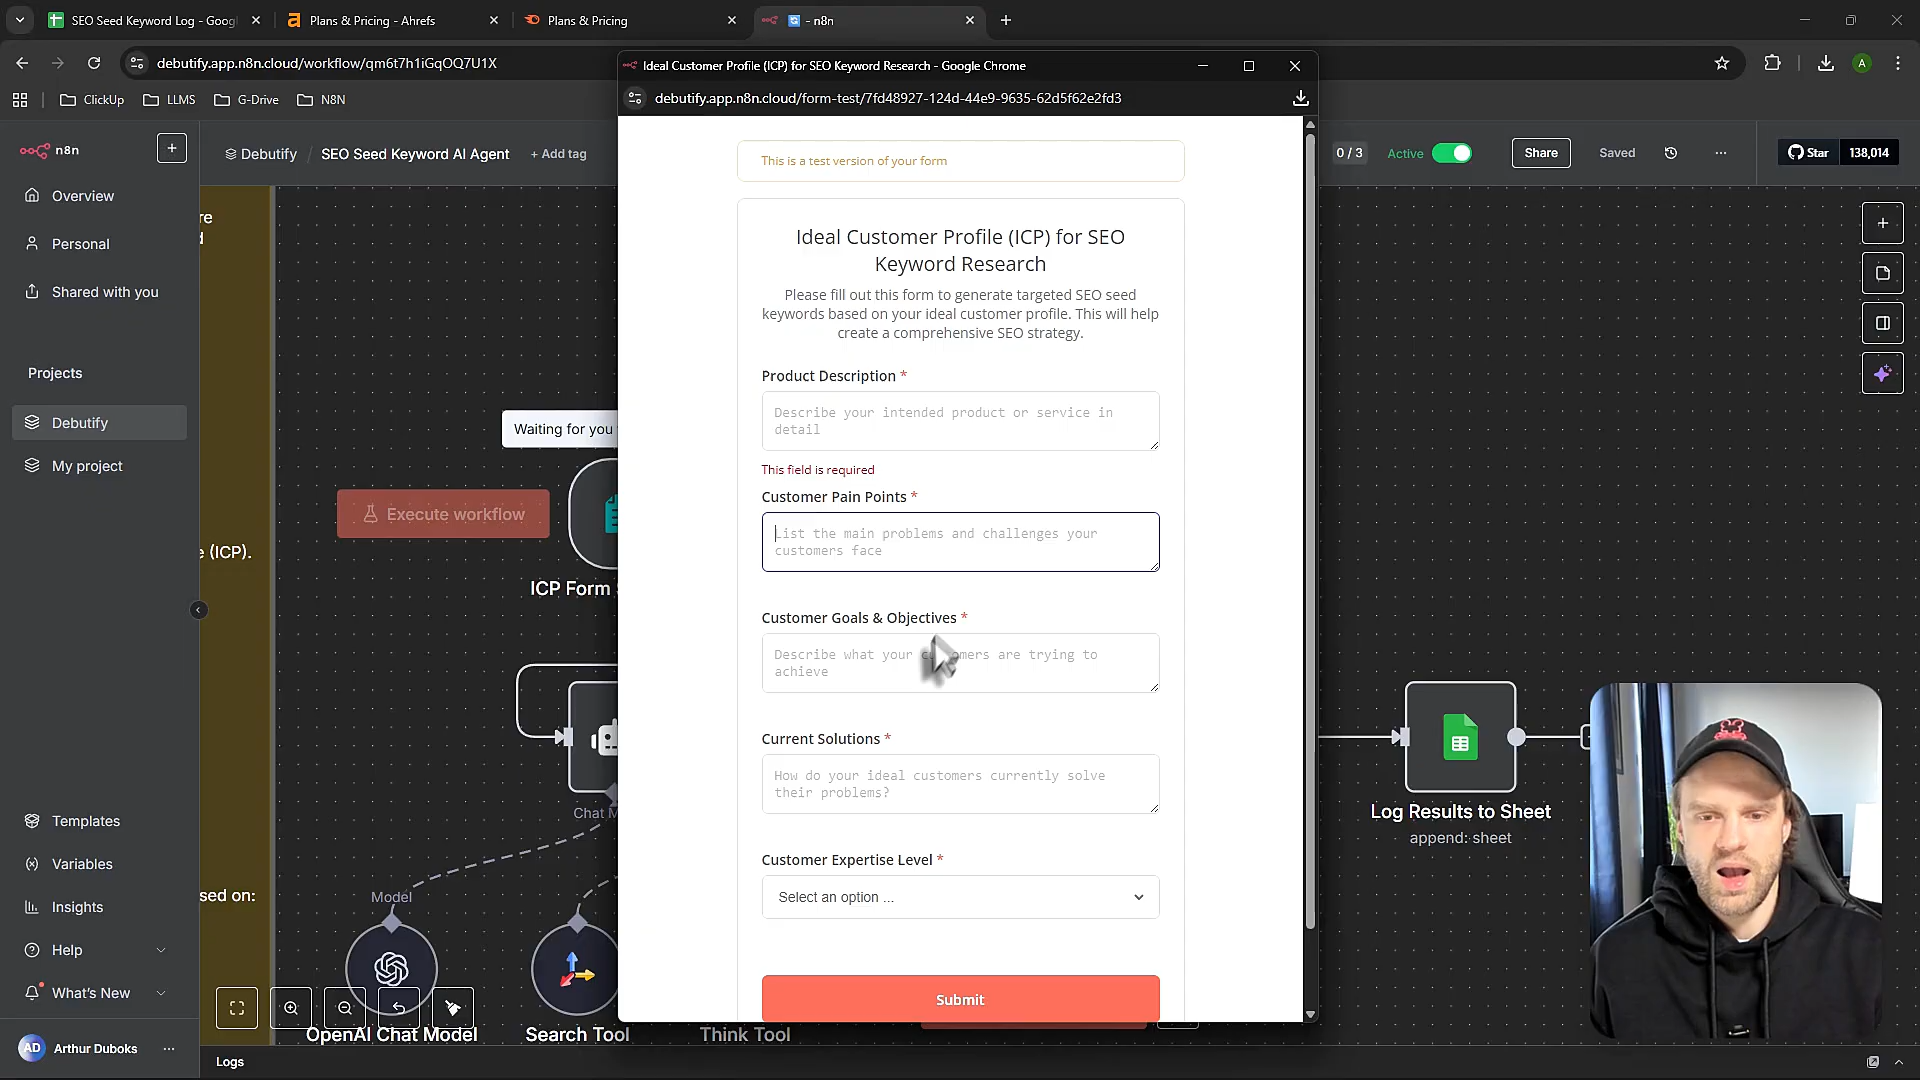 SEO Seed Keyword Log - Goog
Plans & Pricing - Ahrefs
Plans & Pricing
- n8n
debutify.app.n8n.cloud/workflow/qm6t7h1iGqOQ7U1X
A
ClickUp
LLMS
G-Drive
N8N
n8n
Debutify
/
SEO Seed Keyword AI Agent
+ Add tag
0 / 3
Active
Share
Saved
Star
138,014
Overview
Personal
Shared with you
Projects
Debutify
My project
Templates
Variables
Insights
Help
What's New
AD
Arthur Duboks
re
d
e (ICP).
sed on:
Waiting for you
Execute workflow
ICP Form S
Chat M
Model
OpenAI Chat Model
Search Tool
Think Tool
Logs
Log Results to Sheet
append: sheet
Ideal Customer Profile (ICP) for SEO Keyword Research - Google Chrome
debutify.app.n8n.cloud/form-test/7fd48927-124d-44e9-9635-62d5f62e2fd3
This is a test version of your form
Ideal Customer Profile (ICP) for SEO
Keyword Research
Please fill out this form to generate targeted SEO seed
keywords based on your ideal customer profile. This will help
create a comprehensive SEO strategy.
Product Description *
Describe your intended product or service in
detail
This field is required
Customer Pain Points *
List the main problems and challenges your
customers face
Customer Goals & Objectives *
Describe what your customers are trying to
achieve
Current Solutions *
How do your ideal customers currently solve
their problems?
Customer Expertise Level *
Select an option ...
Submit